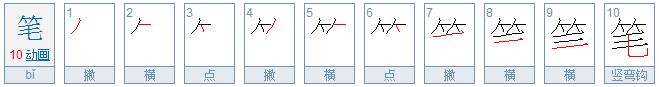 笔 1 2 3 4 5 6 7 8 9 10
10 动画
bǐ 撇 横 点 撇 横 点 撇 横 横 竖弯钩